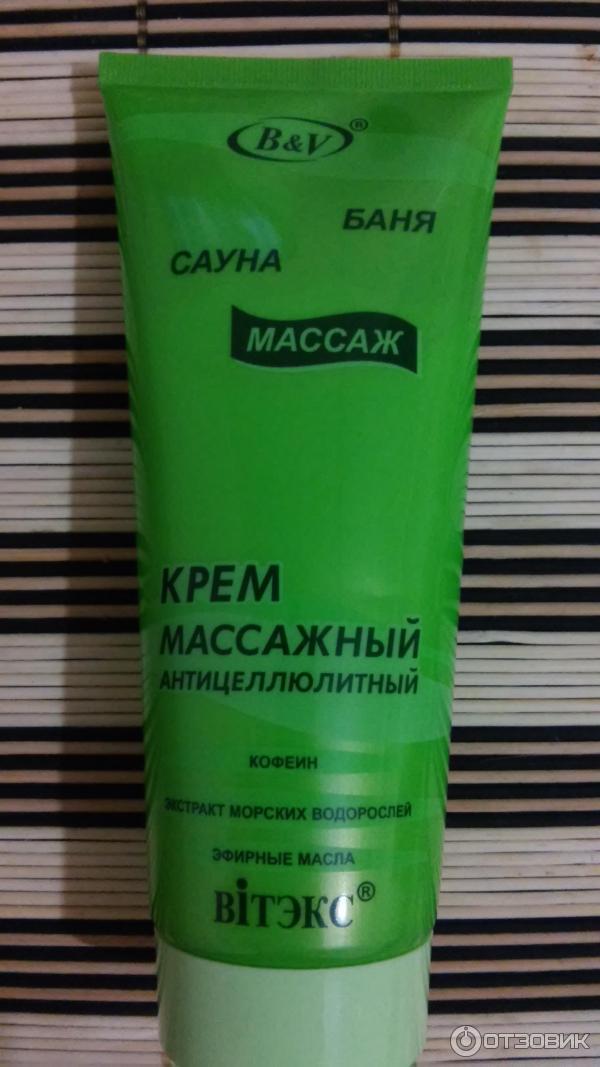 B&V®
БАНЯ
САУНА
МАССАЖ
КРЕМ
МАССАЖНЫЙ
АНТИЦЕЛЛЮЛИТНЫЙ
КОФЕИН
ЭКСТРАКТ МОРСКИХ ВОДОРОСЛЕЙ
ЭФИРНЫЕ МАСЛА
ВiТЭКС®
ОТЗОВИК